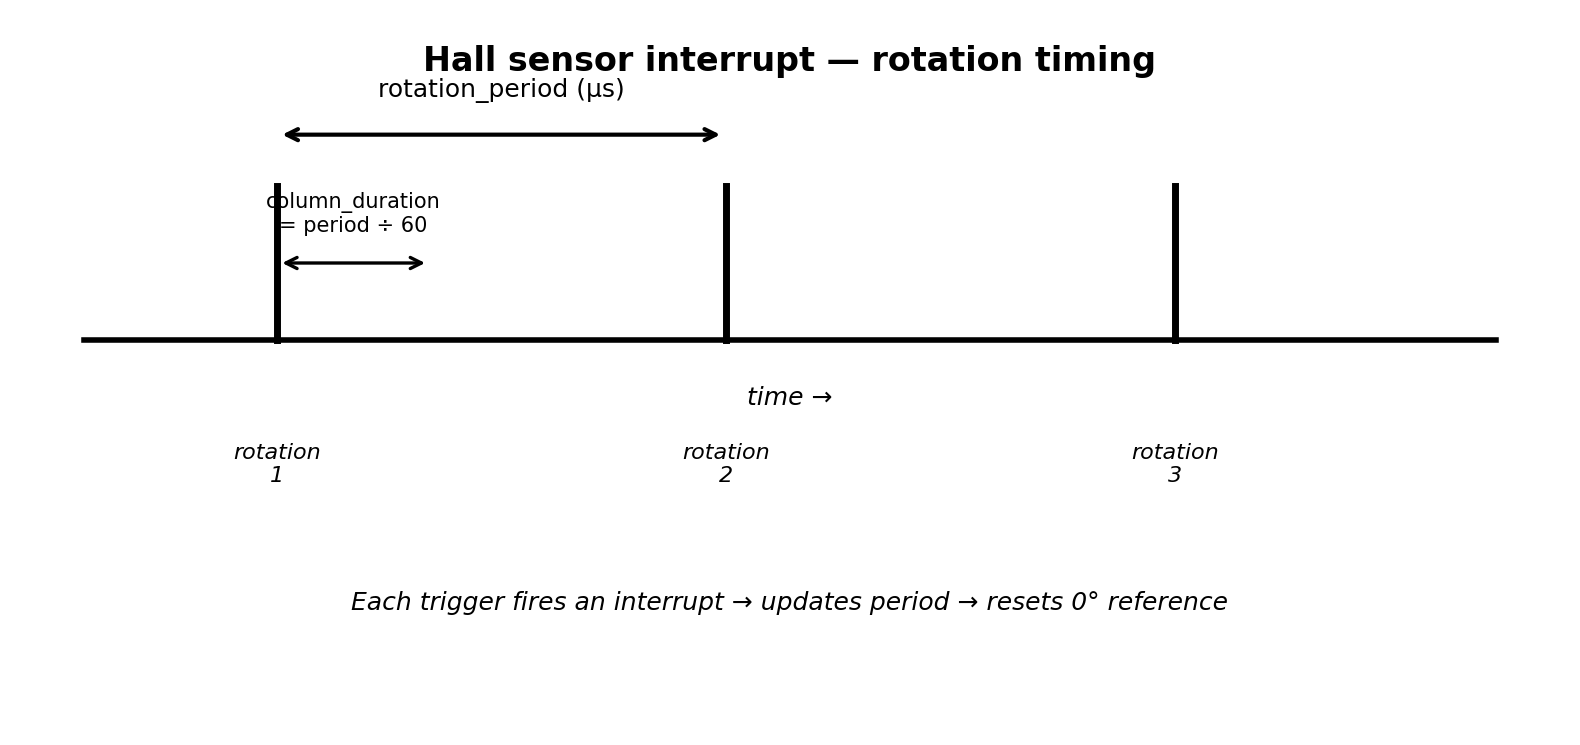 Hall sensor interrupt — rotation timing
rotation_period (µs)
column_duration
= period ÷ 60
time →
rotation
1
rotation
2
rotation
3
Each trigger fires an interrupt → updates period → resets 0° reference